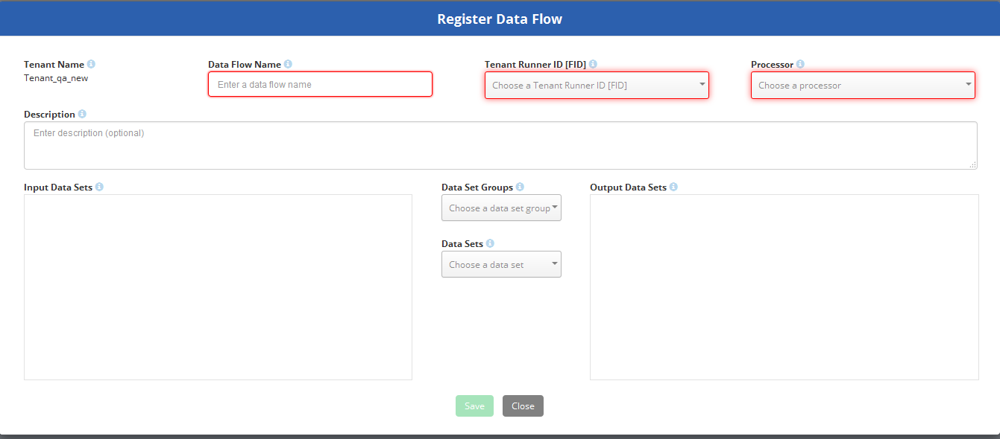 Register Data Flow
Tenant Name
Data Flow Name
Tenant Runner ID [FID]
Processor
Tenant_qa_new
Enter a data flow name
Choose a Tenant Runner ID [FID]
Choose a processor
Description
Enter description (optional)
Input Data Sets
Data Set Groups
Output Data Sets
Choose a data set group
Data Sets
Choose a data set
Save
Close